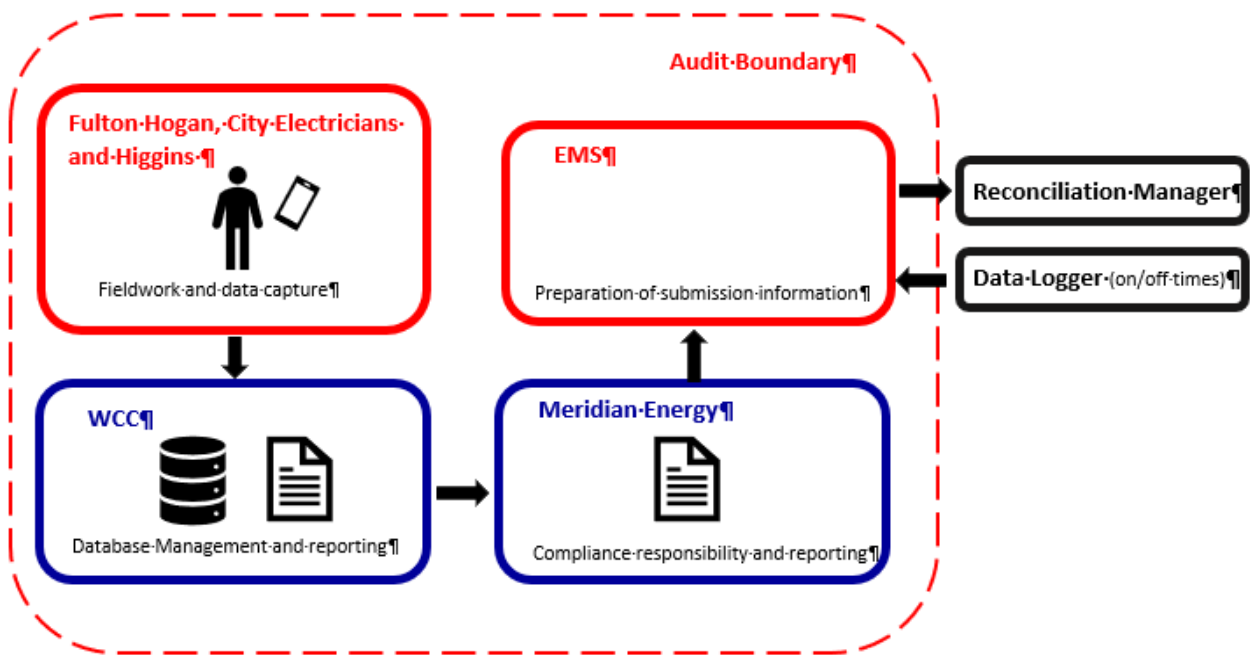 Audit·Boundary¶
Fulton·Hogan,·City·Electricians·
and·Higgins·¶
Fieldwork·and·data·capture¶
EMS¶
Preparation·of·submission·information¶
Reconciliation·Manager¶
Data·Logger·(on/off·times)¶
WCC¶
Database·Management·and·reporting¶
Meridian·Energy¶
Compliance·responsibility·and·reporting¶